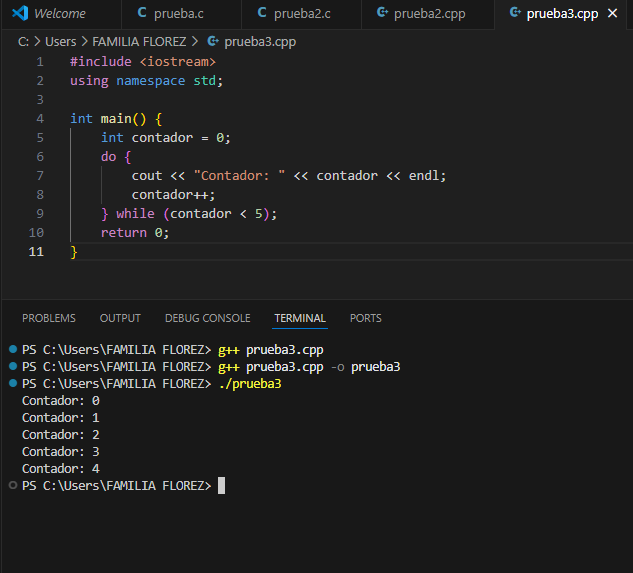 Welcome C prueba.c C prueba2.c prueba2.cpp prueba3.cpp
C: > Users > FAMILIA FLOREZ > prueba3.cpp
1 #include <iostream>
2 using namespace std;
3
4 int main() {
5 int contador = 0;
6 do {
7 cout << "Contador: " << contador << endl;
8 contador++;
9 } while (contador < 5);
10 return 0;
11 }
PROBLEMS OUTPUT DEBUG CONSOLE TERMINAL PORTS
PS C:\Users\FAMILIA FLOREZ> g++ prueba3.cpp
PS C:\Users\FAMILIA FLOREZ> g++ prueba3.cpp -o prueba3
PS C:\Users\FAMILIA FLOREZ> ./prueba3
Contador: 0
Contador: 1
Contador: 2
Contador: 3
Contador: 4
PS C:\Users\FAMILIA FLOREZ>